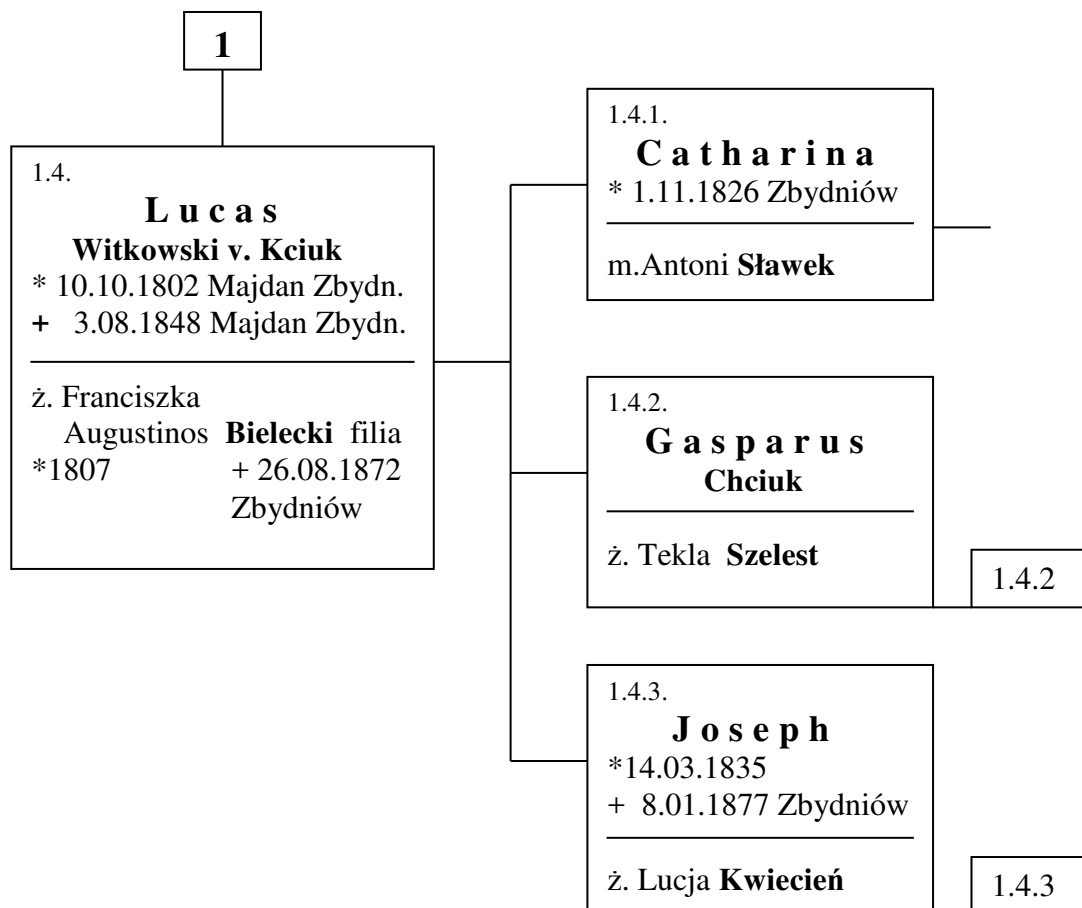 1
1.4.
L u c a s
Witkowski v. Kciuk
* 10.10.1802 Majdan Zbydn.
+ 3.08.1848 Majdan Zbydn.
ż. Franciszka
Augustinos Bielecki filia
*1807 + 26.08.1872
Zbydniów
1.4.1.
C a t h a r i n a
* 1.11.1826 Zbydniów
m.Antoni Sławek
1.4.2.
G a s p a r u s
Chciuk
ż. Tekla Szelest
1.4.2
1.4.3.
J o s e p h
*14.03.1835
+ 8.01.1877 Zbydniów
ż. Lucja Kwiecień
1.4.3